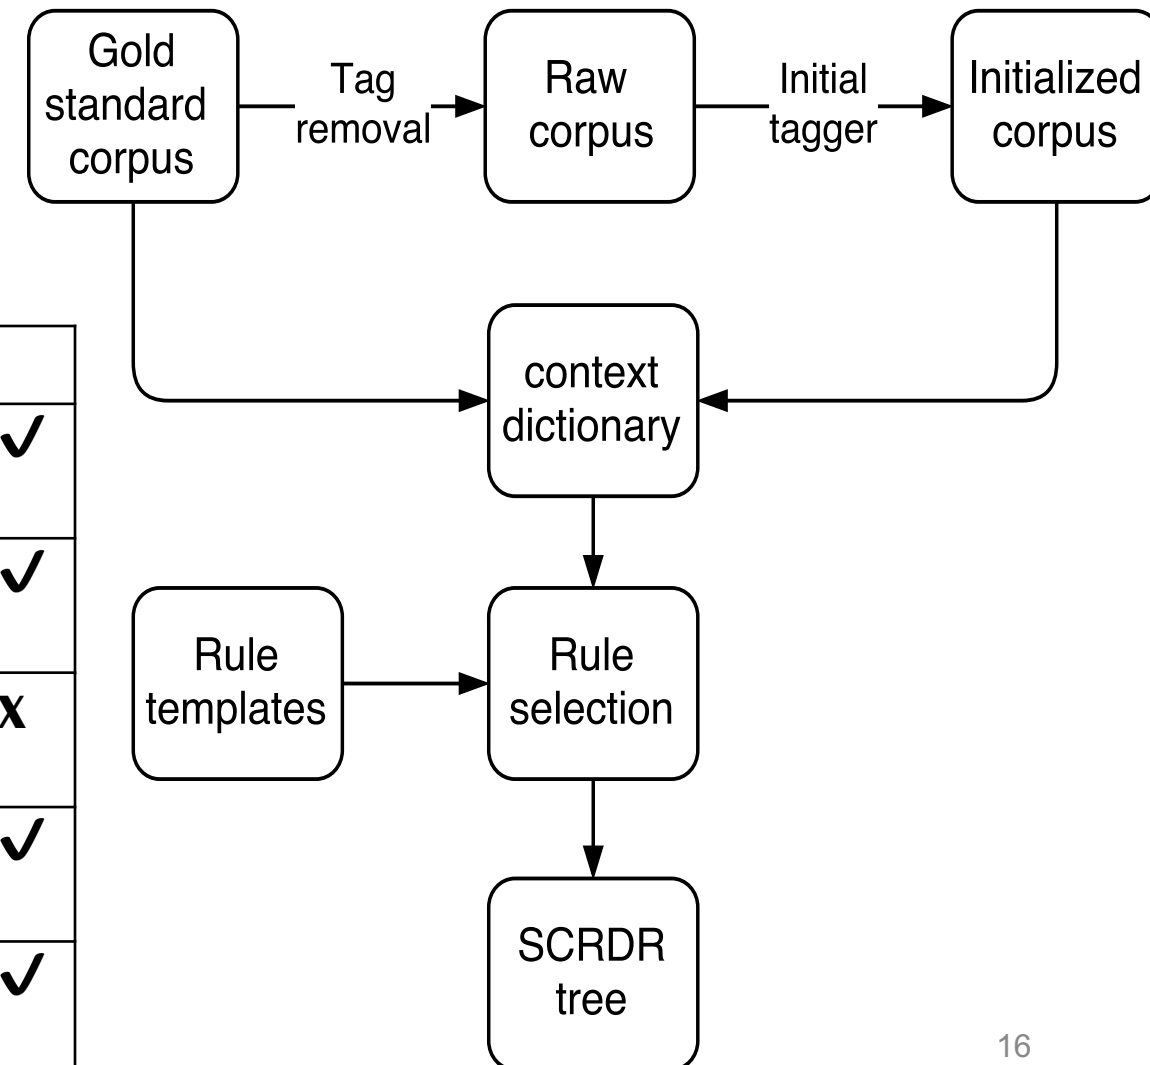 Gold
standard
corpus
Tag
removal
Raw
corpus
Initial
tagger
Initialized
corpus
context
dictionary
✔
✔
x
✔
✔
Rule
templates
Rule
selection
SCRDR
tree
16